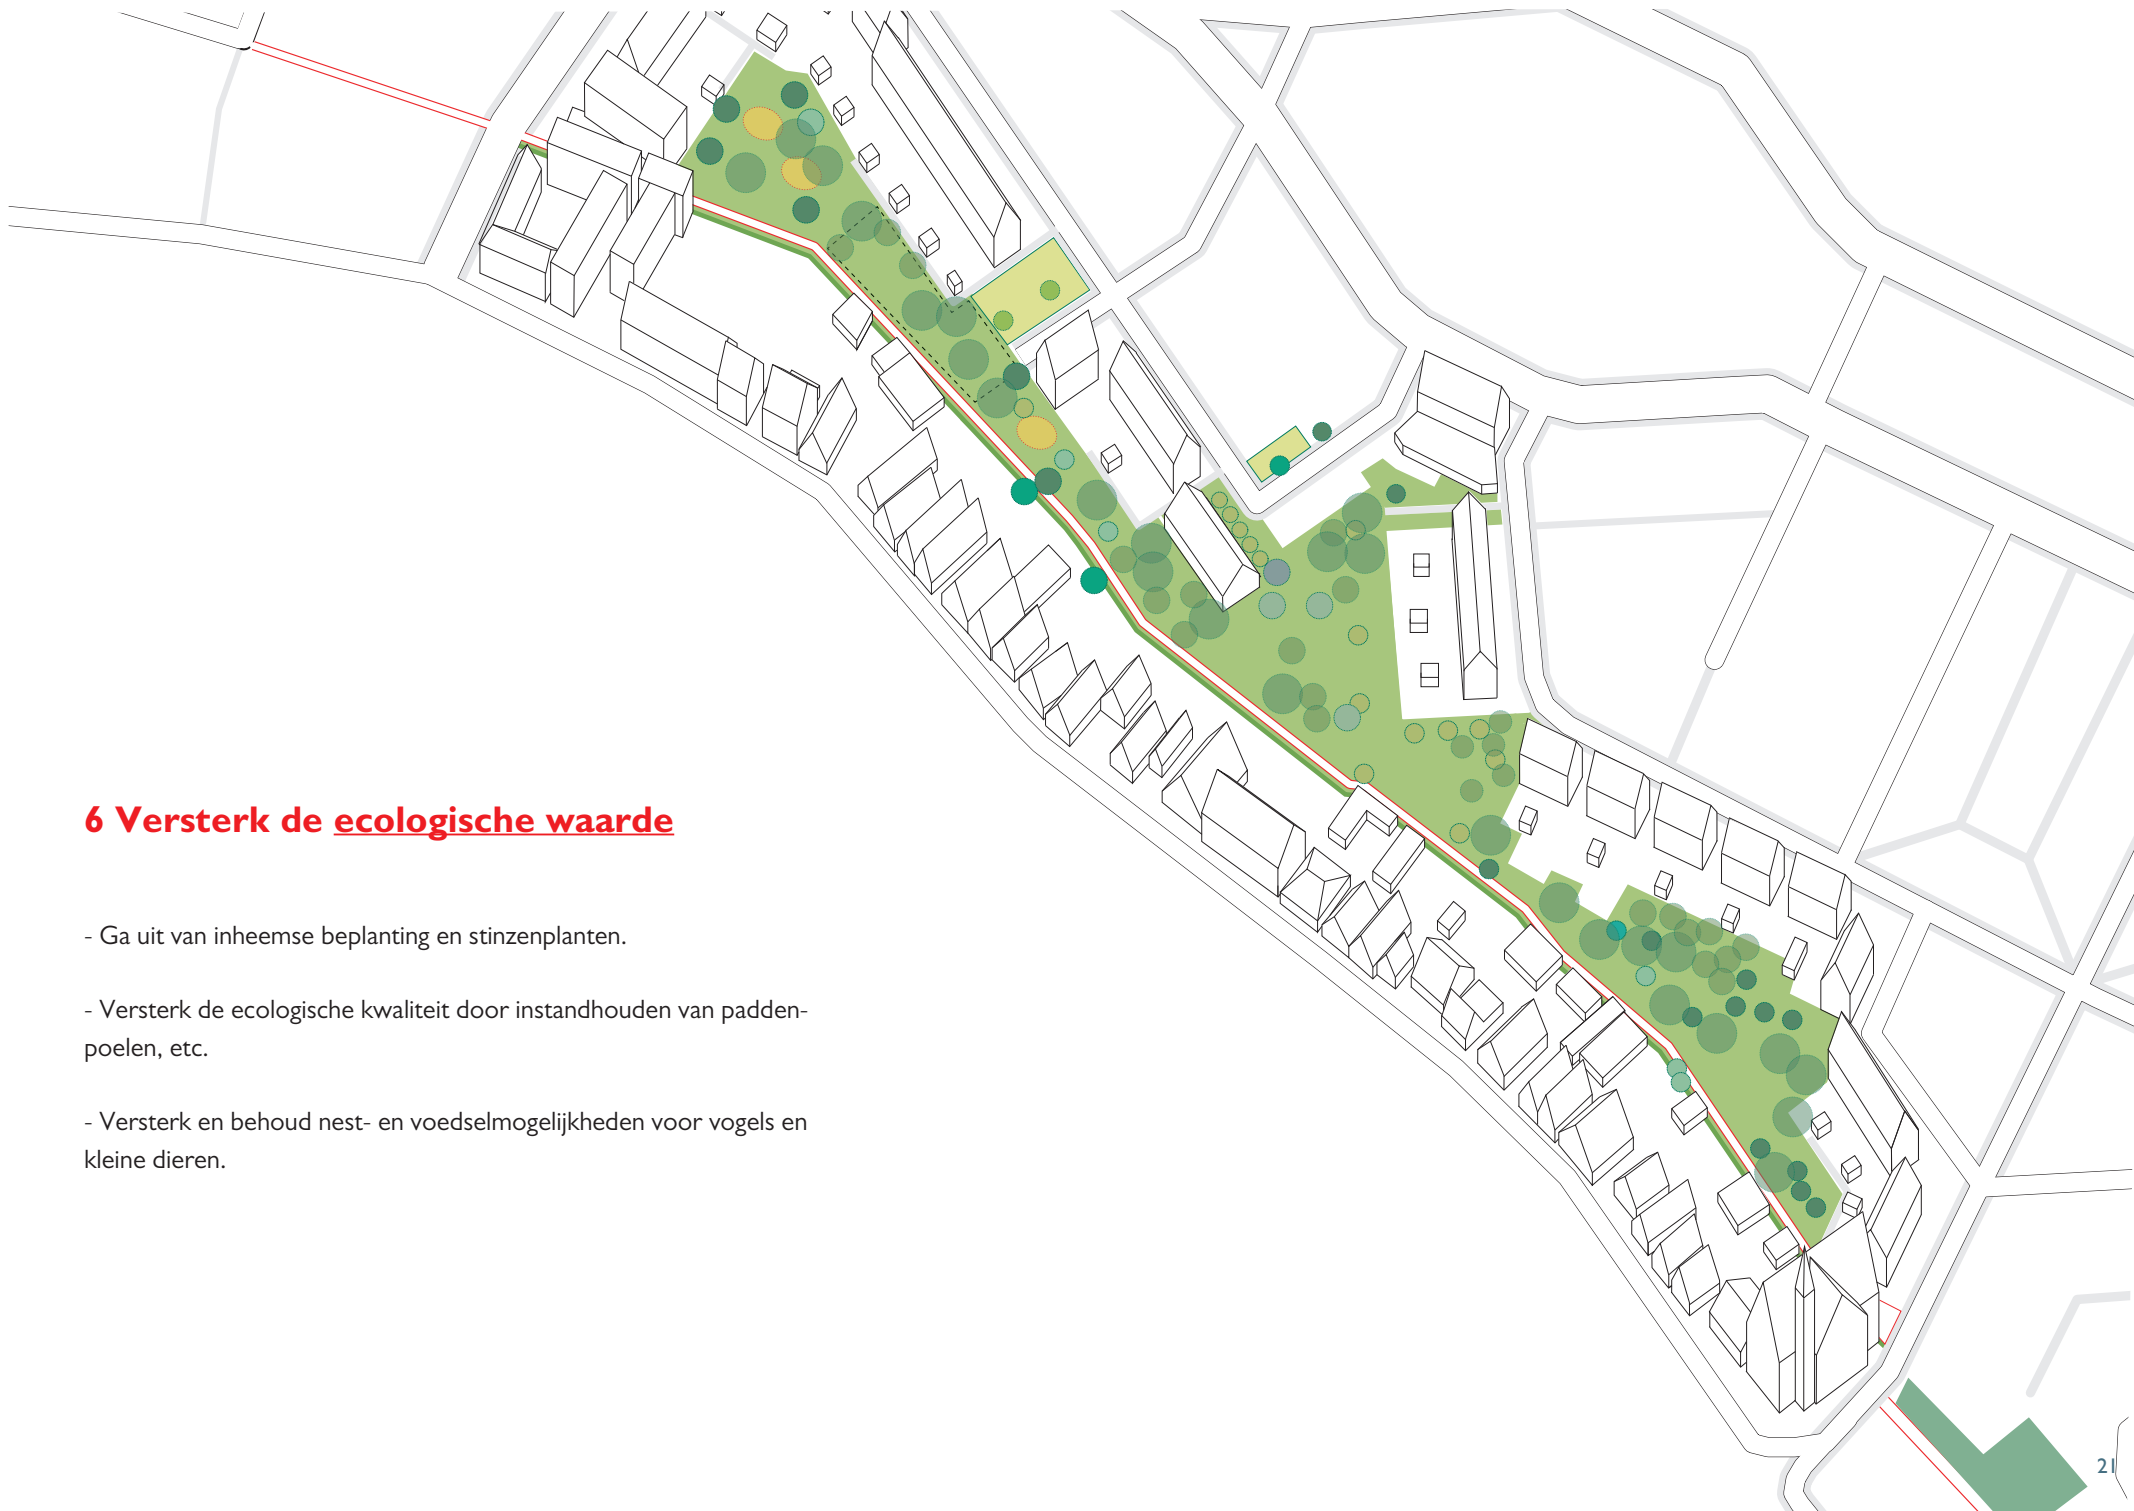 6 Versterk de ecologische waarde
- Ga uit van inheemse beplanting en stinzenplanten.
- Versterk de ecologische kwaliteit door instandhouden van padden-
poelen, etc.
- Versterk en behoud nest- en voedselmogelijkheden voor vogels en
kleine dieren.
21